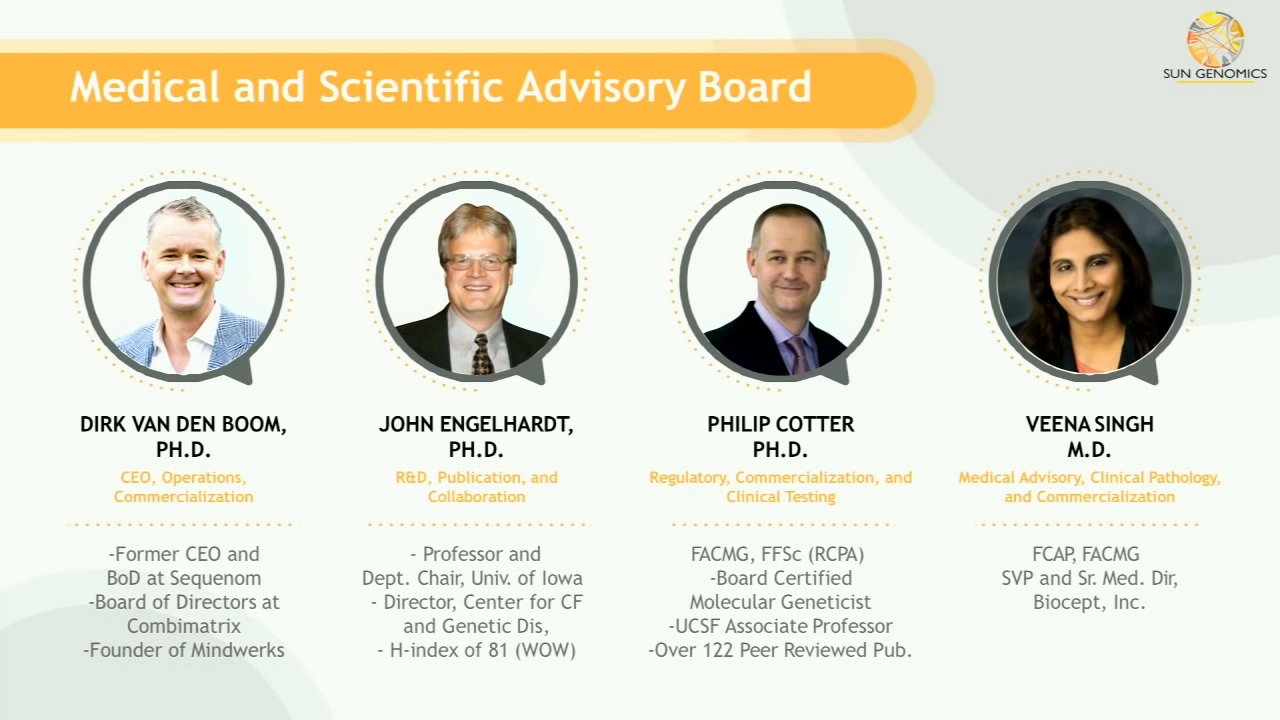 SUN GENOMICS
Medical and Scientific Advisory Board
DIRK VAN DEN BOOM,
PH.D.
CEO, Operations,
Commercialization
-Former CEO and
BoD at Sequenom
-Board of Directors at
Combimatrix
-Founder of Mindwerks
JOHN ENGELHARDT,
PH.D.
R&D, Publication, and
Collaboration
- Professor and
Dept. Chair, Univ. of Iowa
- Director, Center for CF
and Genetic Dis,
- H-index of 81 (WOW)
PHILIP COTTER
PH.D.
Regulatory, Commercialization, and
Clinical Testing
FACMG, FFSc (RCPA)
-Board Certified
Molecular Geneticist
-UCSF Associate Professor
-Over 122 Peer Reviewed Pub.
VEENA SINGH
M.D.
Medical Advisory, Clinical Pathology,
and Commercialization
FCAP, FACMG
SVP and Sr. Med. Dir,
Biocept, Inc.